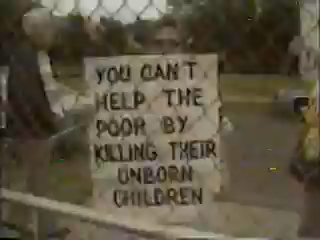 YOU CAN'T
HELP THE
POOR BY
KILLING THEIR
UNBORN
CHILDREN